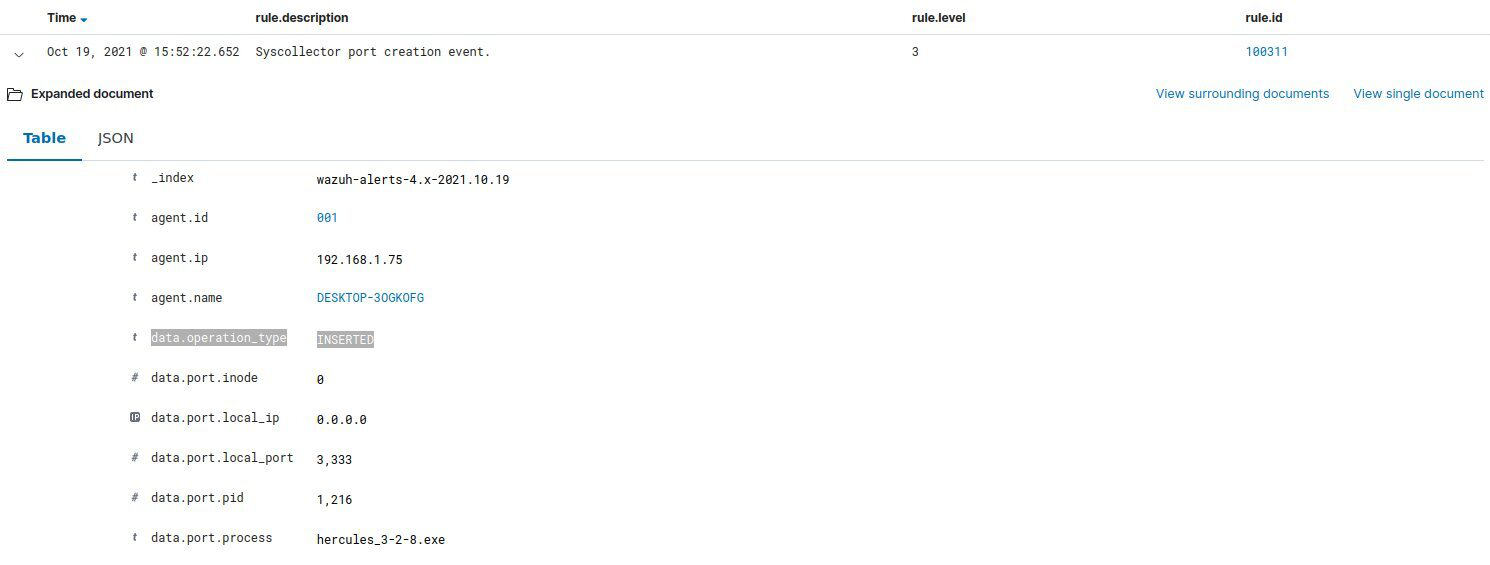 Time rule.description rule.level rule.id
Oct 19, 2021 @ 15:52:22.652 Syscollector port creation event. 3 100311
Expanded document View surrounding documents View single document
Table JSON
t _index wazuh-alerts-4.x-2021.10.19
t agent.id 001
t agent.ip 192.168.1.75
t agent.name DESKTOP-3OGKOFG
t data.operation_type INSERTED
# data.port.inode 0
IP data.port.local_ip 0.0.0.0
# data.port.local_port 3,333
# data.port.pid 1,216
t data.port.process hercules_3-2-8.exe